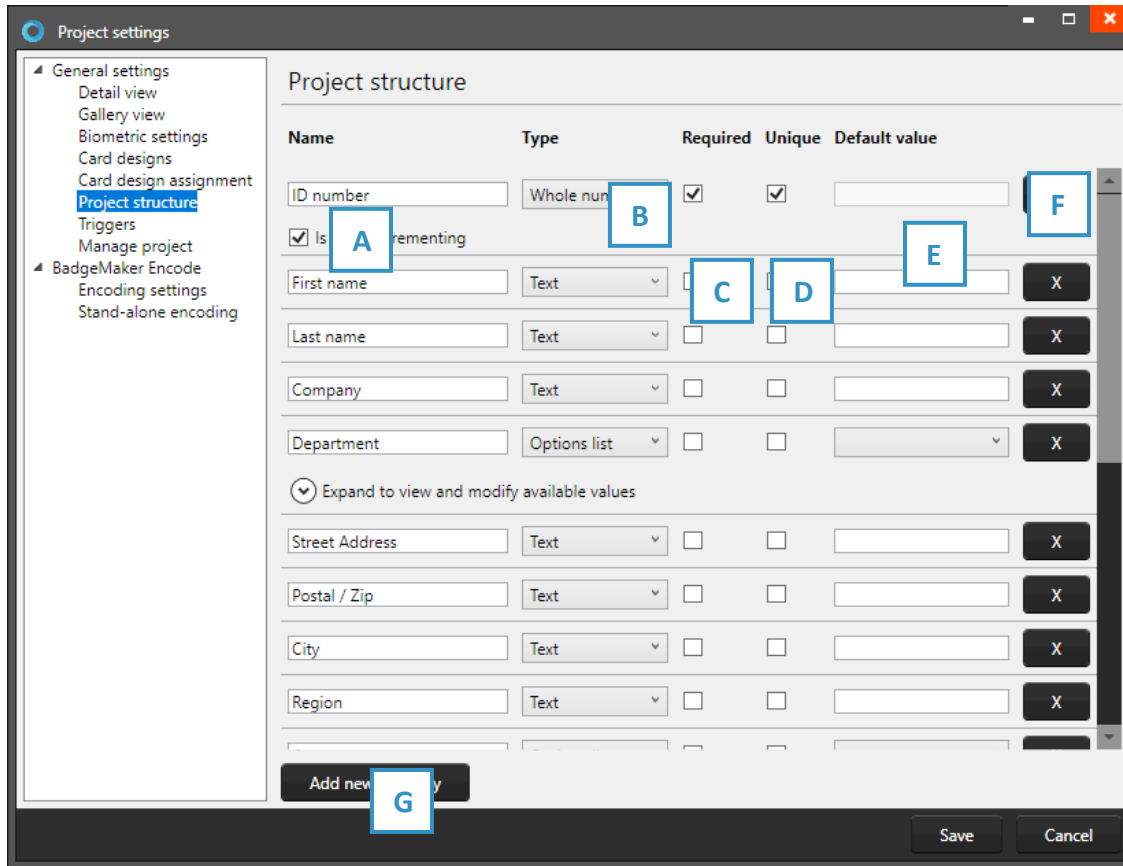 Project settings
General settings
Detail view
Gallery view
Biometric settings
Card designs
Card design assignment
Project structure
Triggers
Manage project
BadgeMaker Encode
Encoding settings
Stand-alone encoding
Project structure
Name Type Required Unique Default value
ID number Whole B F
Is A E
First name Text C D X
Last name Text X
Company Text X
Department Options list X
Expand to view and modify available values
Street Address Text X
Postal / Zip Text X
City Text X
Region Text X
Add new G
Save Cancel